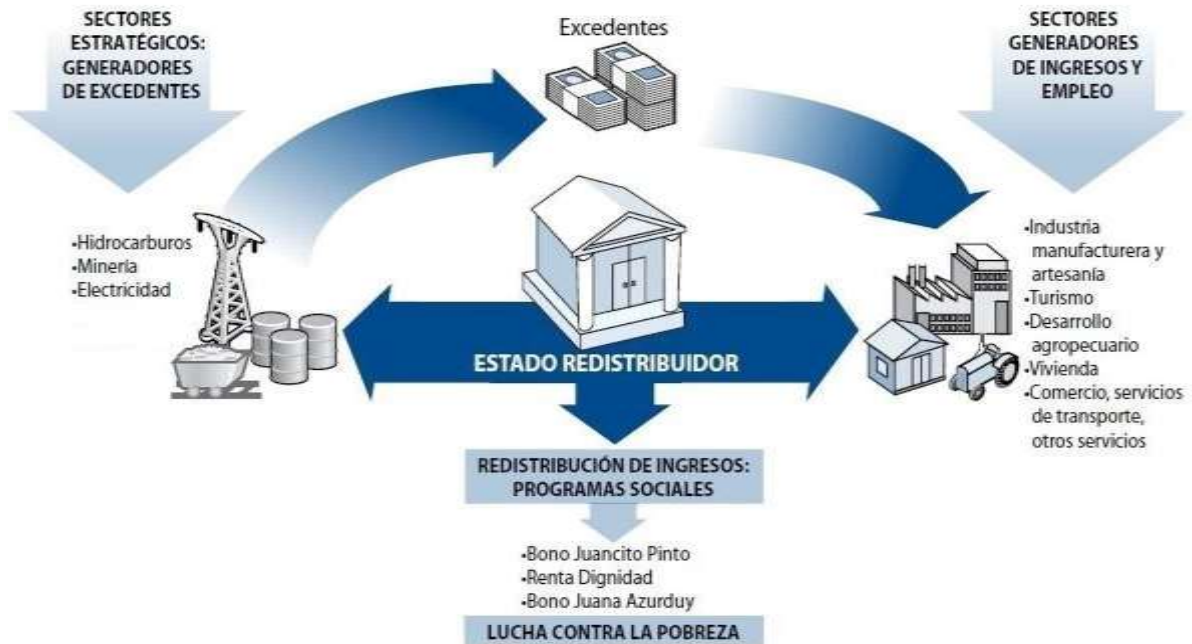 SECTORES
ESTRATÉGICOS:
GENERADORES
DE EXCEDENTES
Excedentes
SECTORES
GENERADORES
DE INGRESOS Y
EMPLEO
•Hidrocarburos
•Minería
•Electricidad
•Industria
manufacturera y
artesanía
•Turismo
•Desarrollo
agropecuario
•Vivienda
•Comercio, servicios
de transporte,
otros servicios
ESTADO REDISTRIBUIDOR
REDISTRIBUCIÓN DE INGRESOS:
PROGRAMAS SOCIALES
•Bono Juancito Pinto
•Renta Dignidad
•Bono Juana Azurduy
LUCHA CONTRA LA POBREZA